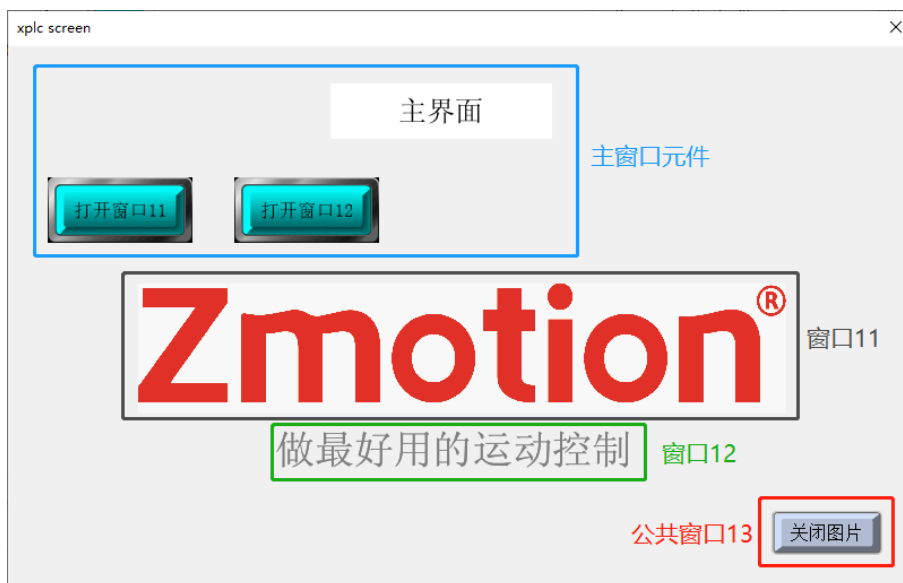 xplc screen
主界面
主窗口元件
打开窗口11 打开窗口12
Zmotion®
窗口11
做最好用的运动控制
窗口12
公共窗口13
关闭图片